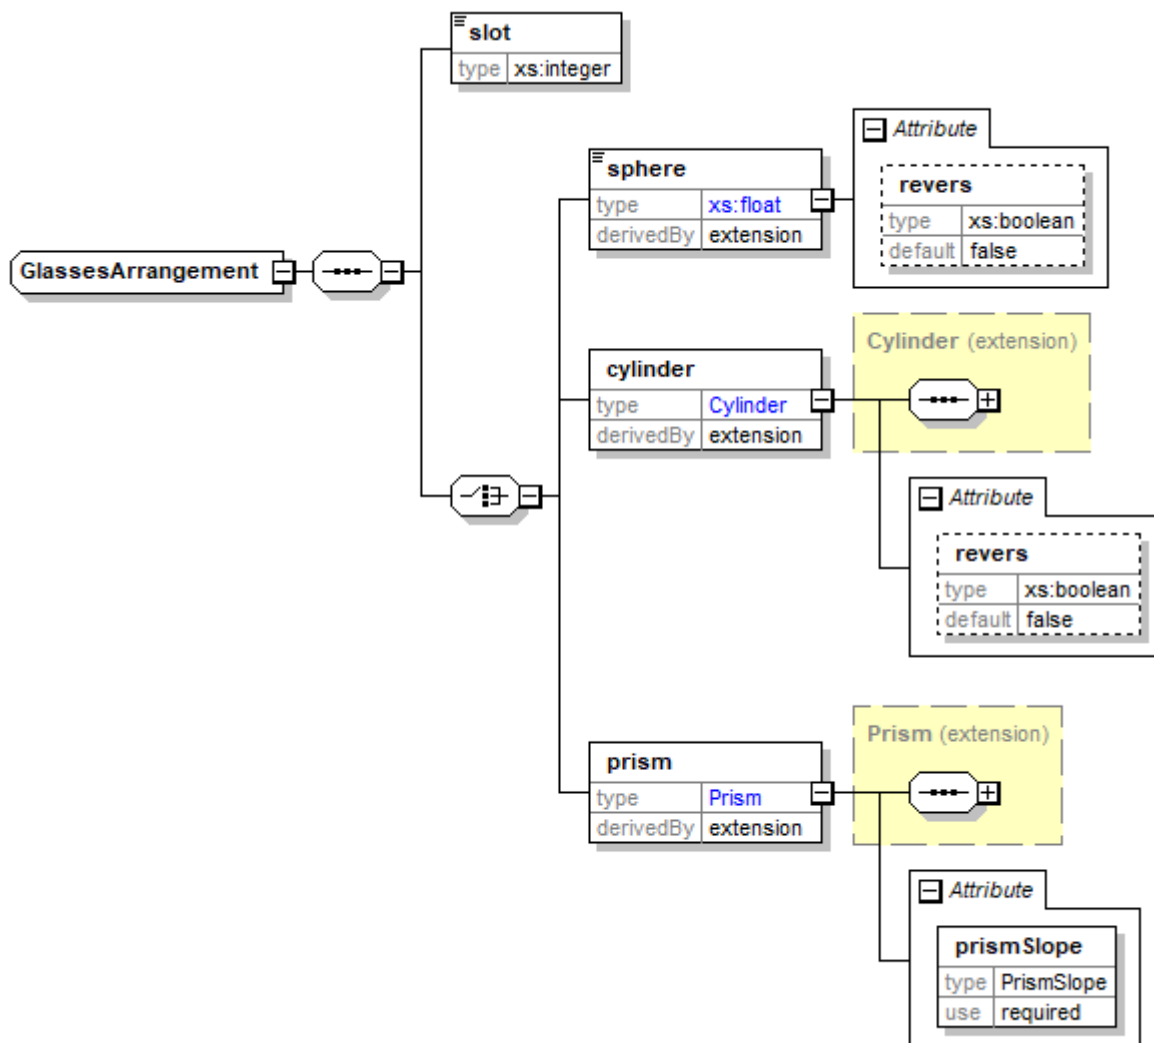 slot
type xs:integer
Attribute
sphere
revers
type xs:float
type xs:boolean
derivedBy extension
default false
GlassesArrangement
Cylinder (extension)
cylinder
type Cylinder
derivedBy extension
Attribute
revers
type xs:boolean
default false
Prism (extension)
prism
type Prism
derivedBy extension
Attribute
prismSlope
type PrismSlope
use required